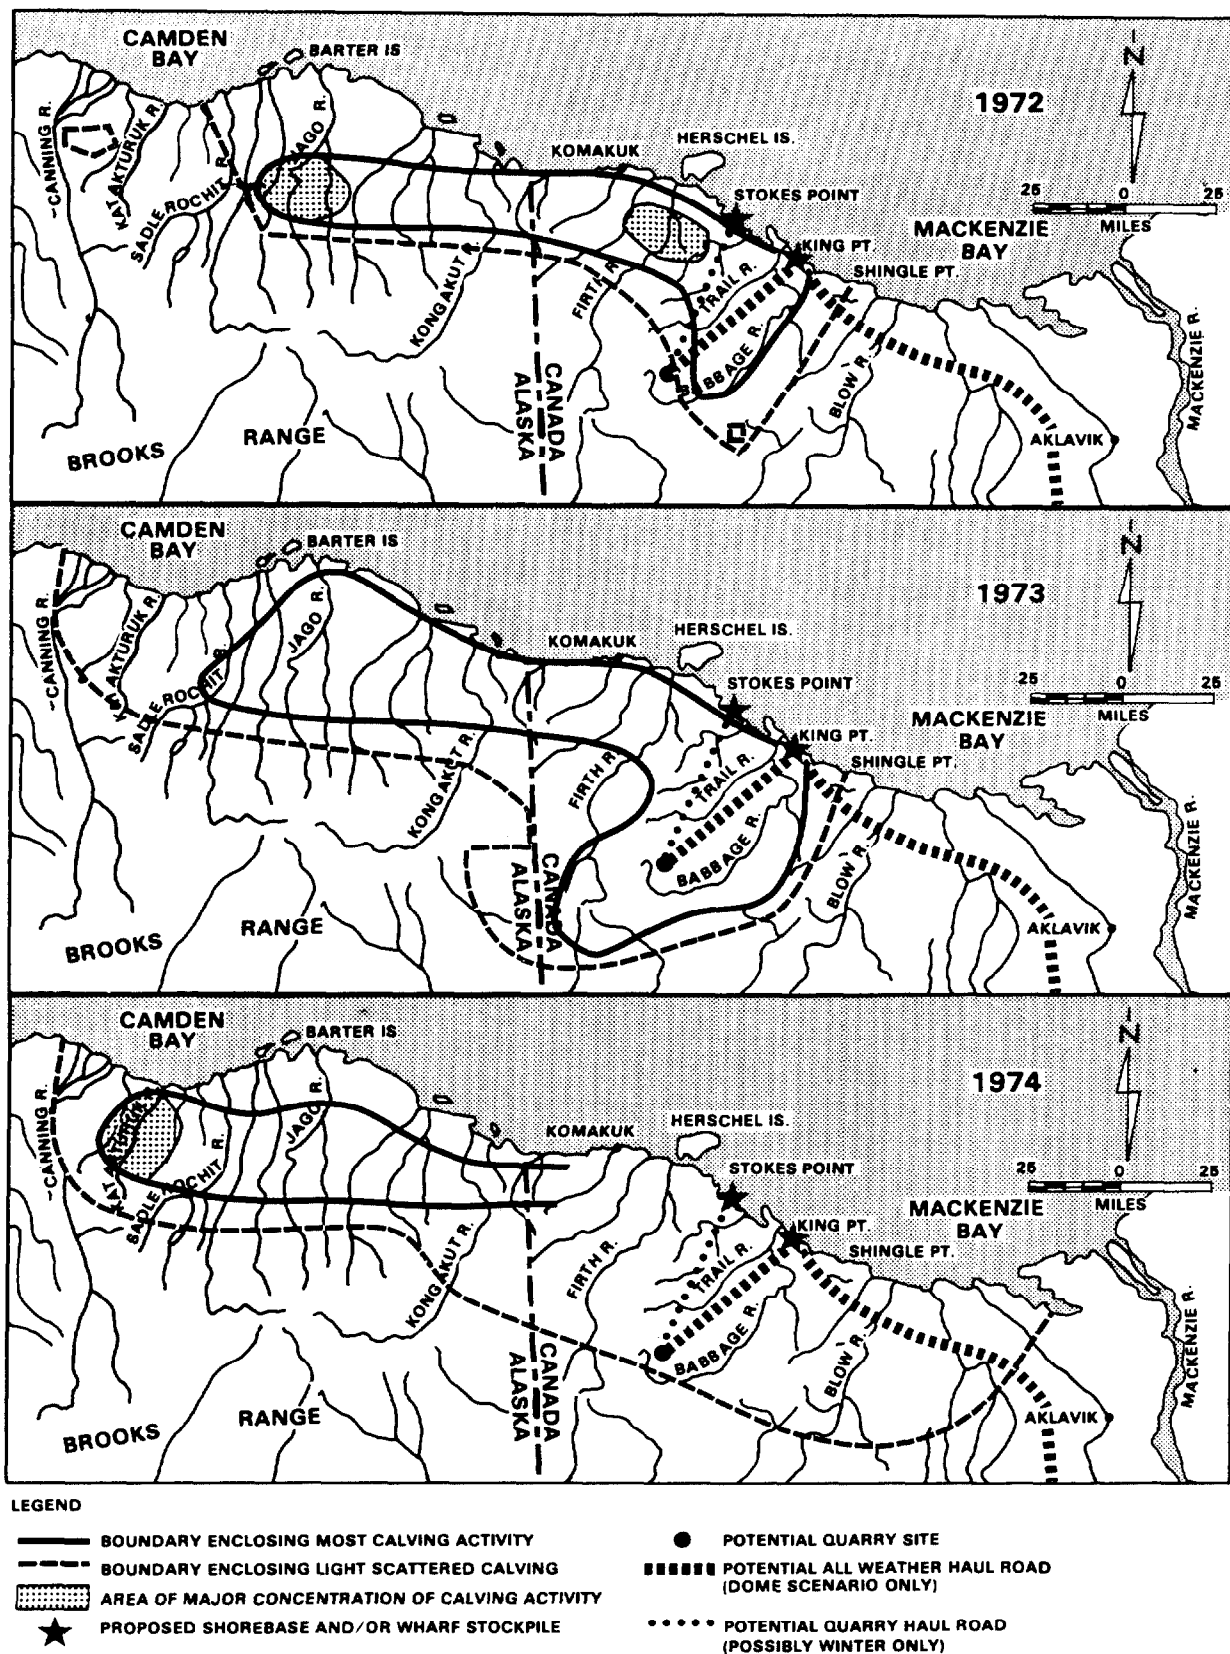 CAMDEN
BAY
BARTER IS
CANNING R.
KATAKTURUK R.
SADLEROCHIT R.
JAGO R.
KONGAKUT R.
KOMAKUK
HERSCHEL IS.
STOKES POINT
KING PT.
SHINGLE PT.
MACKENZIE
BAY
1972
N
25 0 25
MILES
FIRTH R.
TRAIL R.
BABBAGE R.
BLOW R.
CANADA
ALASKA
BROOKS RANGE
AKLAVIK
MACKENZIE R.
CAMDEN
BAY
BARTER IS
CANNING R.
AKTURUK R.
SADLEROCHIT R.
JAGO R.
KONGAKUT R.
KOMAKUK
HERSCHEL IS.
STOKES POINT
KING PT.
SHINGLE PT.
MACKENZIE
BAY
1973
N
25 0 25
MILES
FIRTH R.
TRAIL R.
BABBAGE R.
BLOW R.
CANADA
ALASKA
BROOKS RANGE
AKLAVIK
MACKENZIE R.
CAMDEN
BAY
BARTER IS
CANNING R.
SADLEROCHIT R.
JAGO R.
KONGAKUT R.
KOMAKUK
HERSCHEL IS.
STOKES POINT
KING PT.
SHINGLE PT.
MACKENZIE
BAY
1974
N
25 0 25
MILES
FIRTH R.
TRAIL R.
BABBAGE R.
BLOW R.
CANADA
ALASKA
BROOKS RANGE
AKLAVIK
MACKENZIE R.
LEGEND
BOUNDARY ENCLOSING MOST CALVING ACTIVITY
BOUNDARY ENCLOSING LIGHT SCATTERED CALVING
AREA OF MAJOR CONCENTRATION OF CALVING ACTIVITY
PROPOSED SHOREBASE AND/OR WHARF STOCKPILE
POTENTIAL QUARRY SITE
POTENTIAL ALL WEATHER HAUL ROAD
(DOME SCENARIO ONLY)
POTENTIAL QUARRY HAUL ROAD
(POSSIBLY WINTER ONLY)